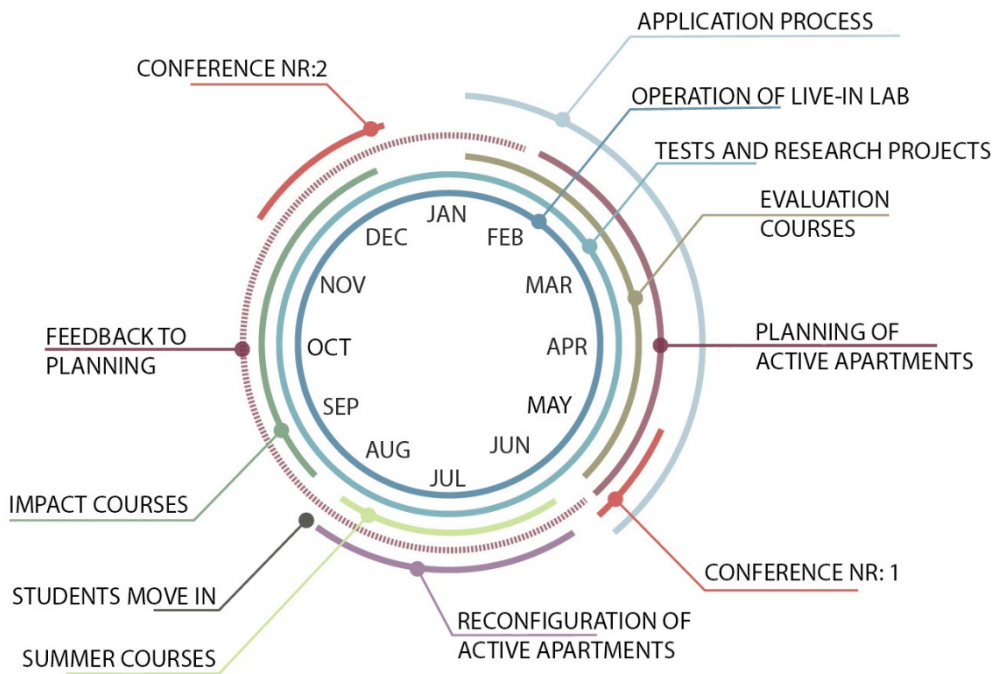 APPLICATION PROCESS
CONFERENCE NR:2
OPERATION OF LIVE-IN LAB
TESTS AND RESEARCH PROJECTS
EVALUATION
COURSES
JAN
FEB
MAR
APR
MAY
JUN
JUL
AUG
SEP
OCT
NOV
DEC
FEEDBACK TO
PLANNING
PLANNING OF
ACTIVE APARTMENTS
IMPACT COURSES
CONFERENCE NR: 1
STUDENTS MOVE IN
RECONFIGURATION OF
ACTIVE APARTMENTS
SUMMER COURSES